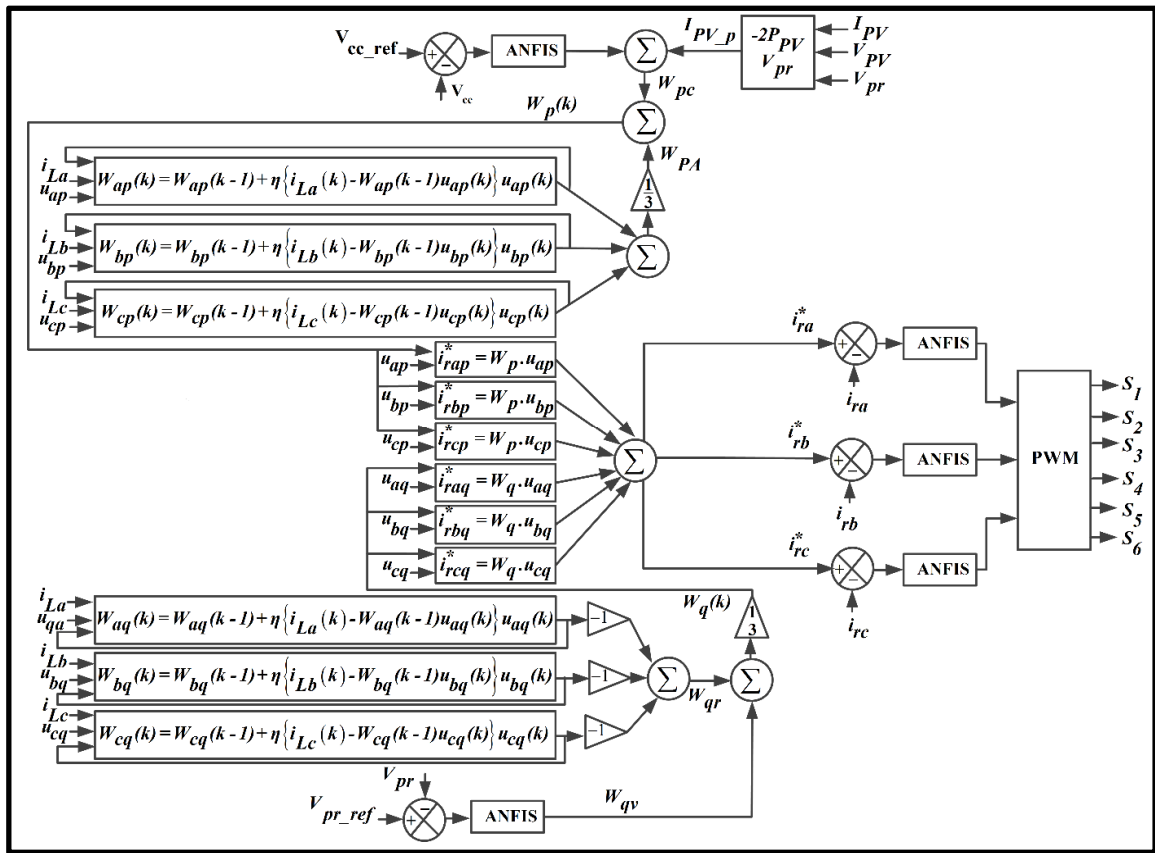 V_cc_ref
+
−
V_cc
ANFIS
Σ
I_PV_p
-2P_PV
V_pr
I_PV
V_PV
V_pr
W_pc
W_p(k)
Σ
W_PA
1/3
i_La
u_ap
W_ap(k) = W_ap(k-1) + η{i_La(k) - W_ap(k-1)u_ap(k)}u_ap(k)
i_Lb
u_bp
W_bp(k) = W_bp(k-1) + η{i_Lb(k) - W_bp(k-1)u_bp(k)}u_bp(k)
Σ
i_Lc
u_cp
W_cp(k) = W_cp(k-1) + η{i_Lc(k) - W_cp(k-1)u_cp(k)}u_cp(k)
u_ap
i*_rap = W_p.u_ap
u_bp
i*_rbp = W_p.u_bp
u_cp
i*_rcp = W_p.u_cp
u_aq
i*_raq = W_q.u_aq
u_bq
i*_rbq = W_q.u_bq
u_cq
i*_rcq = W_q.u_cq
Σ
i*_ra
+
−
i_ra
ANFIS
i*_rb
+
−
i_rb
ANFIS
i*_rc
+
−
i_rc
ANFIS
PWM
S_1
S_2
S_3
S_4
S_5
S_6
i_La
u_qa
W_aq(k) = W_aq(k-1) + η{i_La(k) - W_aq(k-1)u_aq(k)}u_aq(k)
−1
i_Lb
u_bq
W_bq(k) = W_bq(k-1) + η{i_Lb(k) - W_bq(k-1)u_bq(k)}u_bq(k)
−1
i_Lc
u_cq
W_cq(k) = W_cq(k-1) + η{i_Lc(k) - W_cq(k-1)u_cq(k)}u_cq(k)
−1
Σ
W_qr
Σ
1/3
W_q(k)
V_pr
V_pr_ref
−
+
ANFIS
W_qv